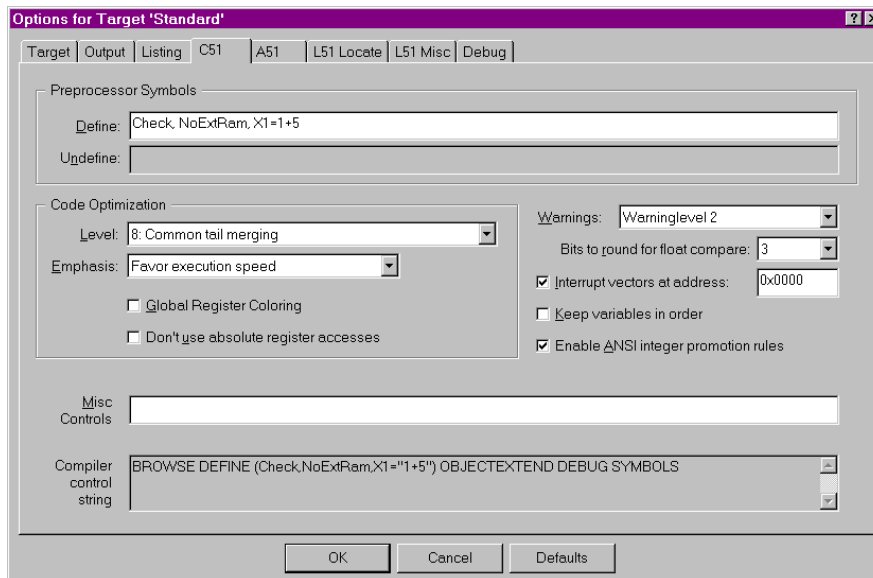 Options for Target 'Standard'
Target Output Listing C51 A51 L51 Locate L51 Misc Debug
Preprocessor Symbols
Define: Check, NoExtRam, X1=1+5
Undefine:
Code Optimization
Level: 8: Common tail merging
Emphasis: Favor execution speed
Global Register Coloring
Don't use absolute register accesses
Warnings: Warninglevel 2
Bits to round for float compare: 3
Interrupt vectors at address: 0x0000
Keep variables in order
Enable ANSI integer promotion rules
Misc
Controls
Compiler
control
string
BROWSE DEFINE (Check,NoExtRam,X1="1+5") OBJECTEXTEND DEBUG SYMBOLS
OK Cancel Defaults